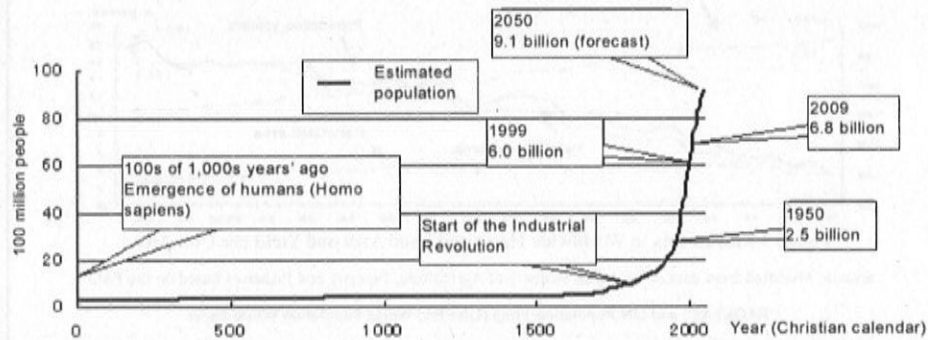 2050
9.1 billion (forecast)
100
Estimated
population
80
1999
6.0 billion
2009
6.8 billion
100 million people
60
100s of 1,000s years' ago
Emergence of humans (Homo
sapiens)
40
Start of the Industrial
Revolution
1950
2.5 billion
20
0
0
500
1000
1500
2000
Year (Christian calendar)